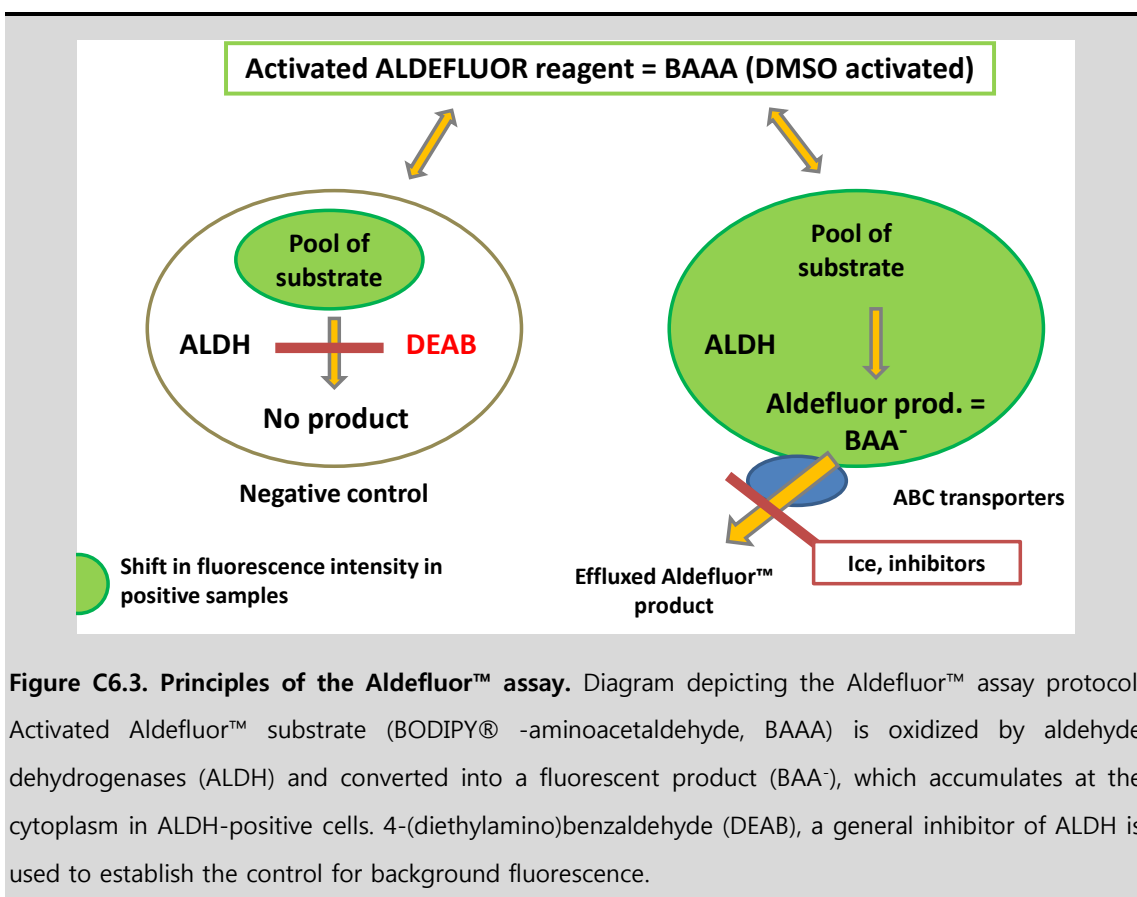 Activated ALDEFLUOR reagent = BAAA (DMSO activated)
Pool of
substrate
ALDH
DEAB
No product
Negative control
Pool of
substrate
ALDH
Aldefluor prod. =
BAA⁻
ABC transporters
Ice, inhibitors
Effluxed Aldefluor™
product
Shift in fluorescence intensity in
positive samples
Figure C6.3. Principles of the Aldefluor™ assay. Diagram depicting the Aldefluor™ assay protocol
Activated Aldefluor™ substrate (BODIPY® -aminoacetaldehyde, BAAA) is oxidized by aldehyde
dehydrogenases (ALDH) and converted into a fluorescent product (BAA⁻), which accumulates at the
cytoplasm in ALDH-positive cells. 4-(diethylamino)benzaldehyde (DEAB), a general inhibitor of ALDH is
used to establish the control for background fluorescence.